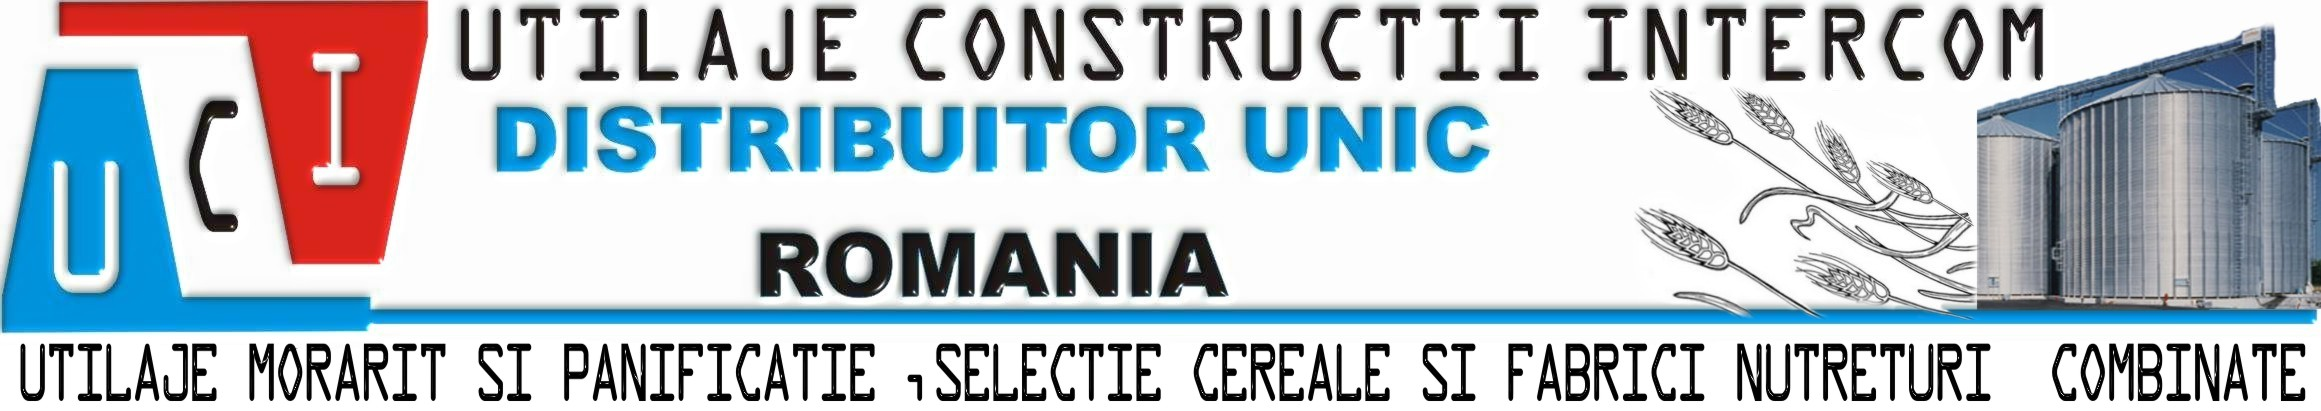 UCI
UTILAJE CONSTRUCTII INTERCOM
DISTRIBUITOR UNIC
ROMANIA
UTILAJE MORARIT SI PANIFICATIE ,SELECTIE CEREALE SI FABRICI NUTRETURI COMBINATE